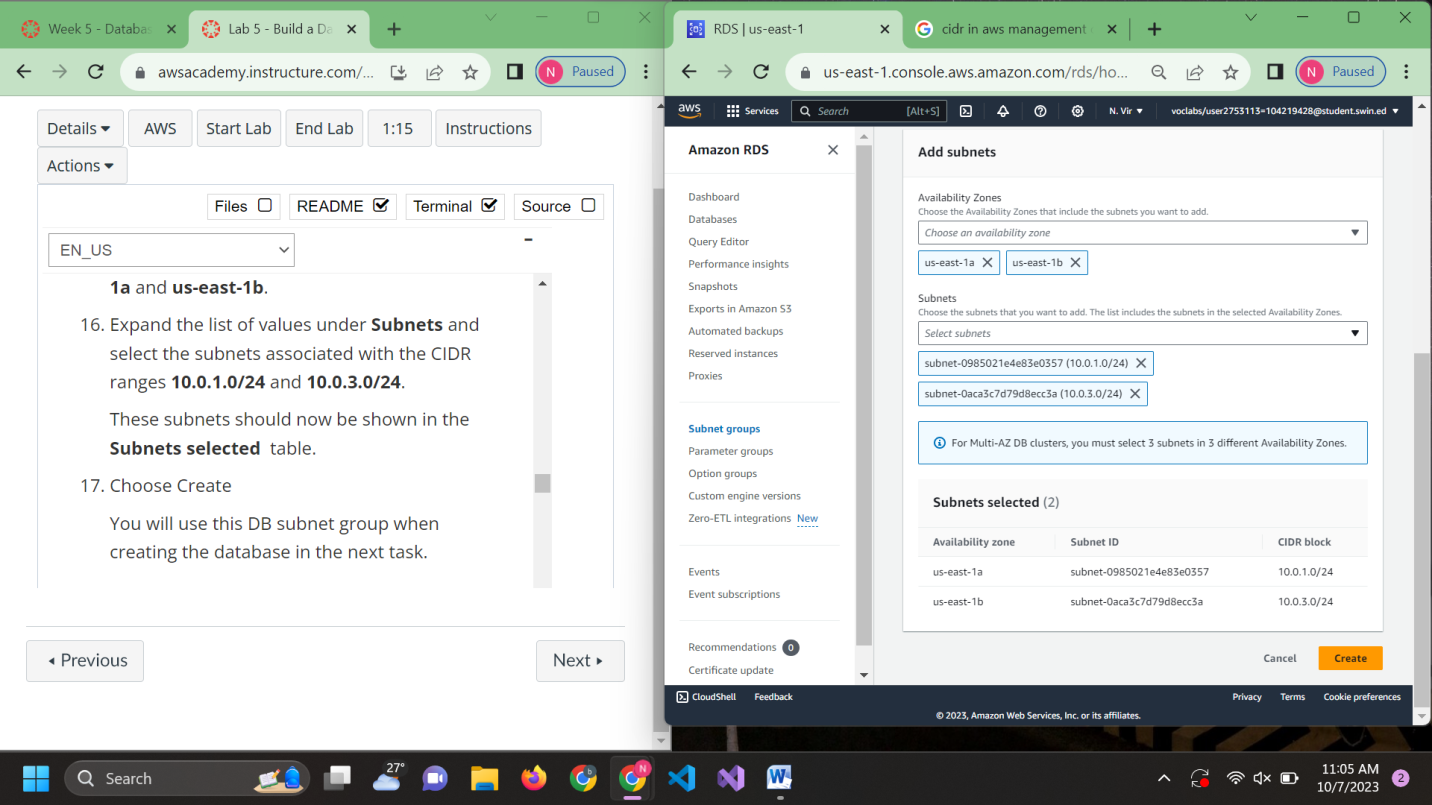 Week 5 - Databas
Lab 5 - Build a Da
awsacademy.instructure.com/...
N Paused
Details
AWS
Start Lab
End Lab
1:15
Instructions
Actions
Files
README
Terminal
Source
EN_US
1a and us-east-1b.
16. Expand the list of values under Subnets and
select the subnets associated with the CIDR
ranges 10.0.1.0/24 and 10.0.3.0/24.
These subnets should now be shown in the
Subnets selected table.
17. Choose Create
You will use this DB subnet group when
creating the database in the next task.
Previous
Next
RDS | us-east-1
cidr in aws management
us-east-1.console.aws.amazon.com/rds/ho...
N Paused
aws
Services
Search
[Alt+S]
N. Vir
voclabs/user2753113=104219428@student.swin.ed
Amazon RDS
Dashboard
Databases
Query Editor
Performance insights
Snapshots
Exports in Amazon S3
Automated backups
Reserved instances
Proxies
Subnet groups
Parameter groups
Option groups
Custom engine versions
Zero-ETL integrations New
Events
Event subscriptions
Recommendations 0
Certificate update
Add subnets
Availability Zones
Choose the Availability Zones that include the subnets you want to add.
Choose an availability zone
us-east-1a
us-east-1b
Subnets
Choose the subnets that you want to add. The list includes the subnets in the selected Availability Zones.
Select subnets
subnet-0985021e4e83e0357 (10.0.1.0/24)
subnet-0aca3c7d79d8ecc3a (10.0.3.0/24)
For Multi-AZ DB clusters, you must select 3 subnets in 3 different Availability Zones.
Subnets selected (2)
Availability zone Subnet ID CIDR block
us-east-1a subnet-0985021e4e83e0357 10.0.1.0/24
us-east-1b subnet-0aca3c7d79d8ecc3a 10.0.3.0/24
Cancel
Create
CloudShell
Feedback
Privacy
Terms
Cookie preferences
© 2023, Amazon Web Services, Inc. or its affiliates.
Search
27°
11:05 AM
10/7/2023
2